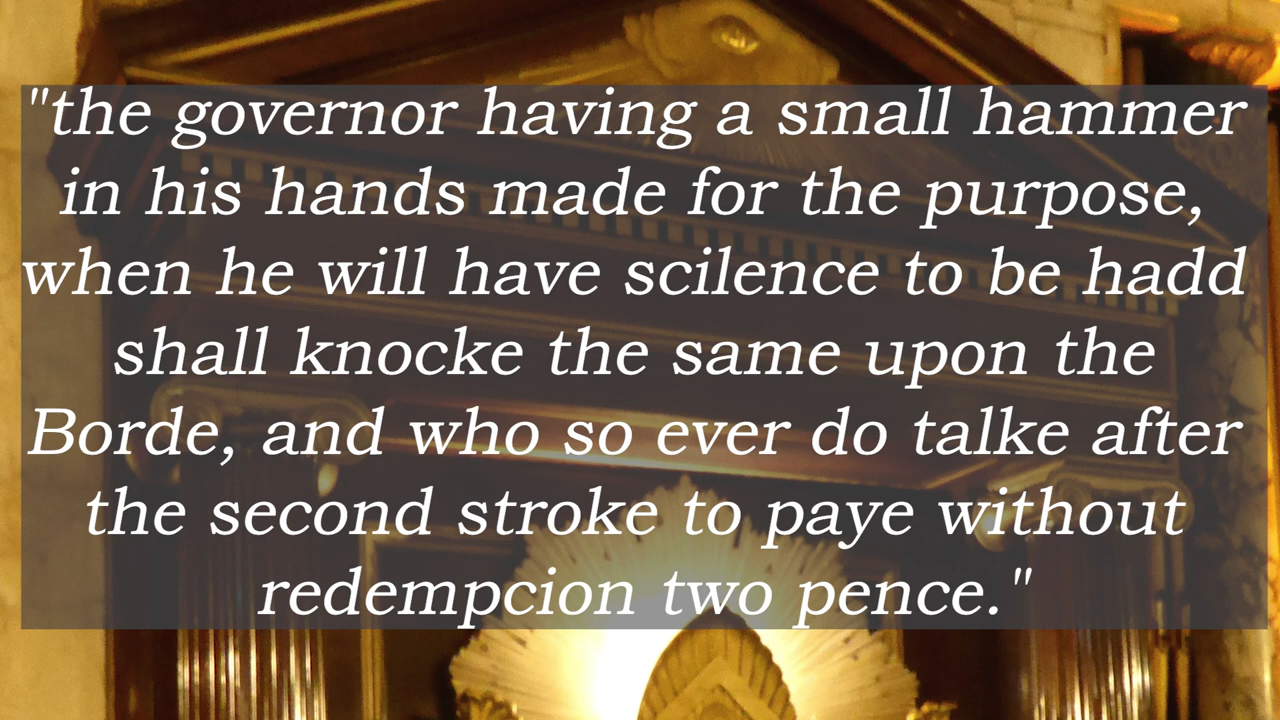 "the governor having a small hammer
in his hands made for the purpose,
when he will have scilence to be hadd
shall knocke the same upon the
Borde, and who so ever do talke after
the second stroke to paye without
redempcion two pence."